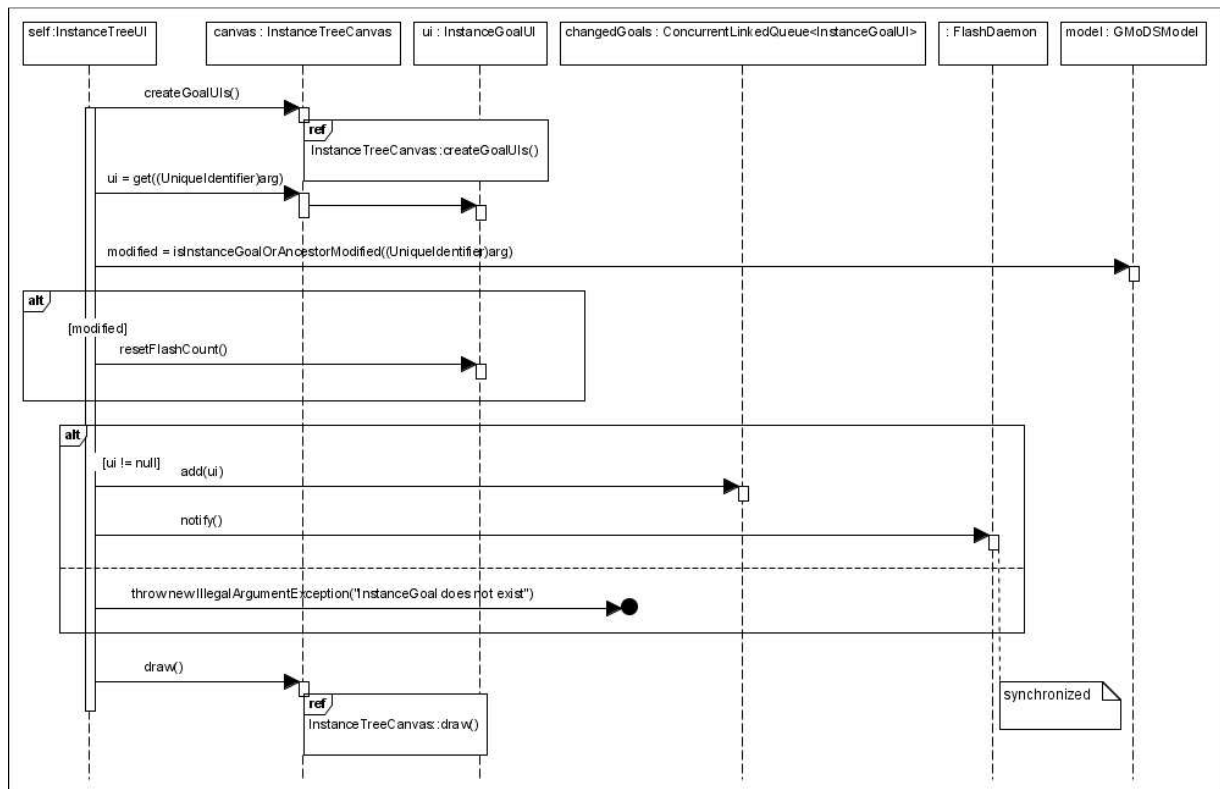 self :InstanceTreeUI
canvas : InstanceTreeCanvas
ui : InstanceGoalUI
changedGoals : ConcurrentLinkedQueue<InstanceGoalUI>
: FlashDaemon
model : GMoDSModel
createGoalUIs()
ref
InstanceTreeCanvas::createGoalUIs()
ui = get((UniqueIdentifier)arg)
modified = isInstanceGoalOrAncestorModified((UniqueIdentifier)arg)
alt
[modified]
resetFlashCount()
alt
[ui != null]
add(ui)
notify()
throw new IllegalArgumentException("InstanceGoal does not exist")
draw()
synchronized
ref
InstanceTreeCanvas::draw()